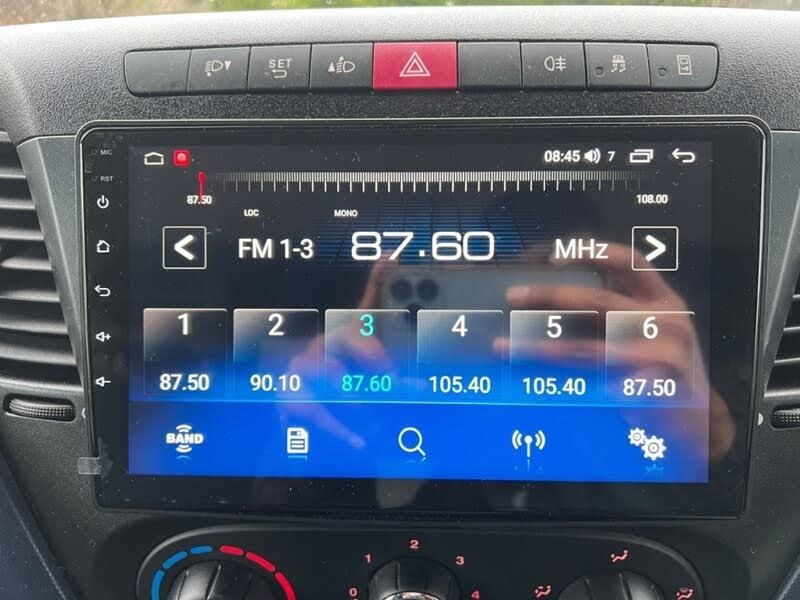 SET
MIC
RST
08:45 7
87.50 108.00
LOC MONO
FM 1-3 87.60 MHz
1 2 3 4 5 6
87.50 90.10 87.60 105.40 105.40 87.50
BAND
0 1 2 3 4